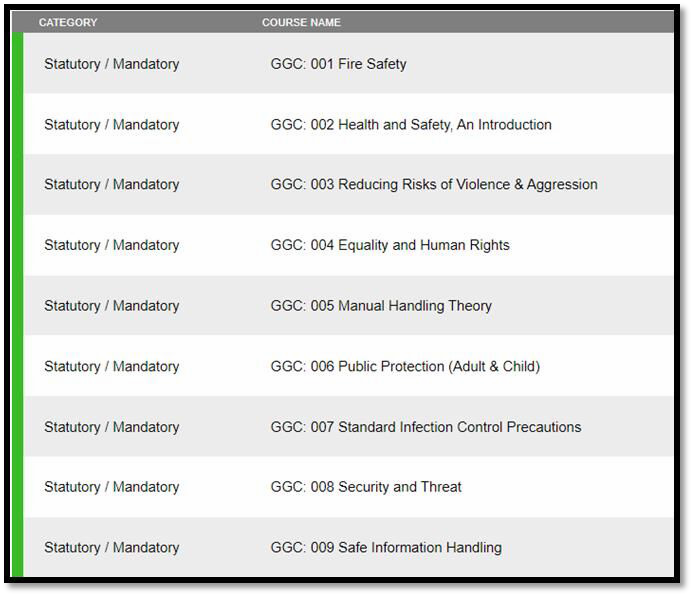 CATEGORY COURSE NAME
Statutory / Mandatory GGC: 001 Fire Safety
Statutory / Mandatory GGC: 002 Health and Safety, An Introduction
Statutory / Mandatory GGC: 003 Reducing Risks of Violence & Aggression
Statutory / Mandatory GGC: 004 Equality and Human Rights
Statutory / Mandatory GGC: 005 Manual Handling Theory
Statutory / Mandatory GGC: 006 Public Protection (Adult & Child)
Statutory / Mandatory GGC: 007 Standard Infection Control Precautions
Statutory / Mandatory GGC: 008 Security and Threat
Statutory / Mandatory GGC: 009 Safe Information Handling